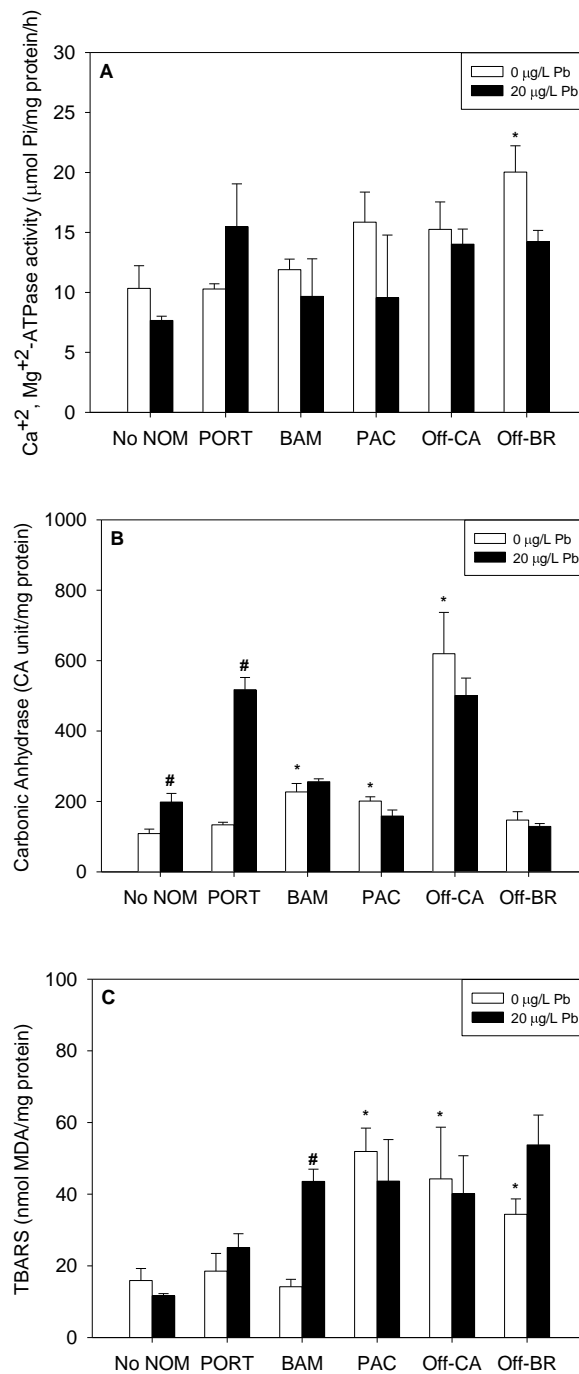 30
25
20
15
10
5
0
Ca+2, Mg+2-ATPase activity (μmol Pi/mg protein/h)
A
0 μg/L Pb
20 μg/L Pb
*
No NOM PORT BAM PAC Off-CA Off-BR
1000
800
600
400
200
0
Carbonic Anhydrase (CA unit/mg protein)
B
0 μg/L Pb
20 μg/L Pb
#
#
*
*
*
No NOM PORT BAM PAC Off-CA Off-BR
100
80
60
40
20
0
TBARS (nmol MDA/mg protein)
C
0 μg/L Pb
20 μg/L Pb
#
*
*
*
No NOM PORT BAM PAC Off-CA Off-BR